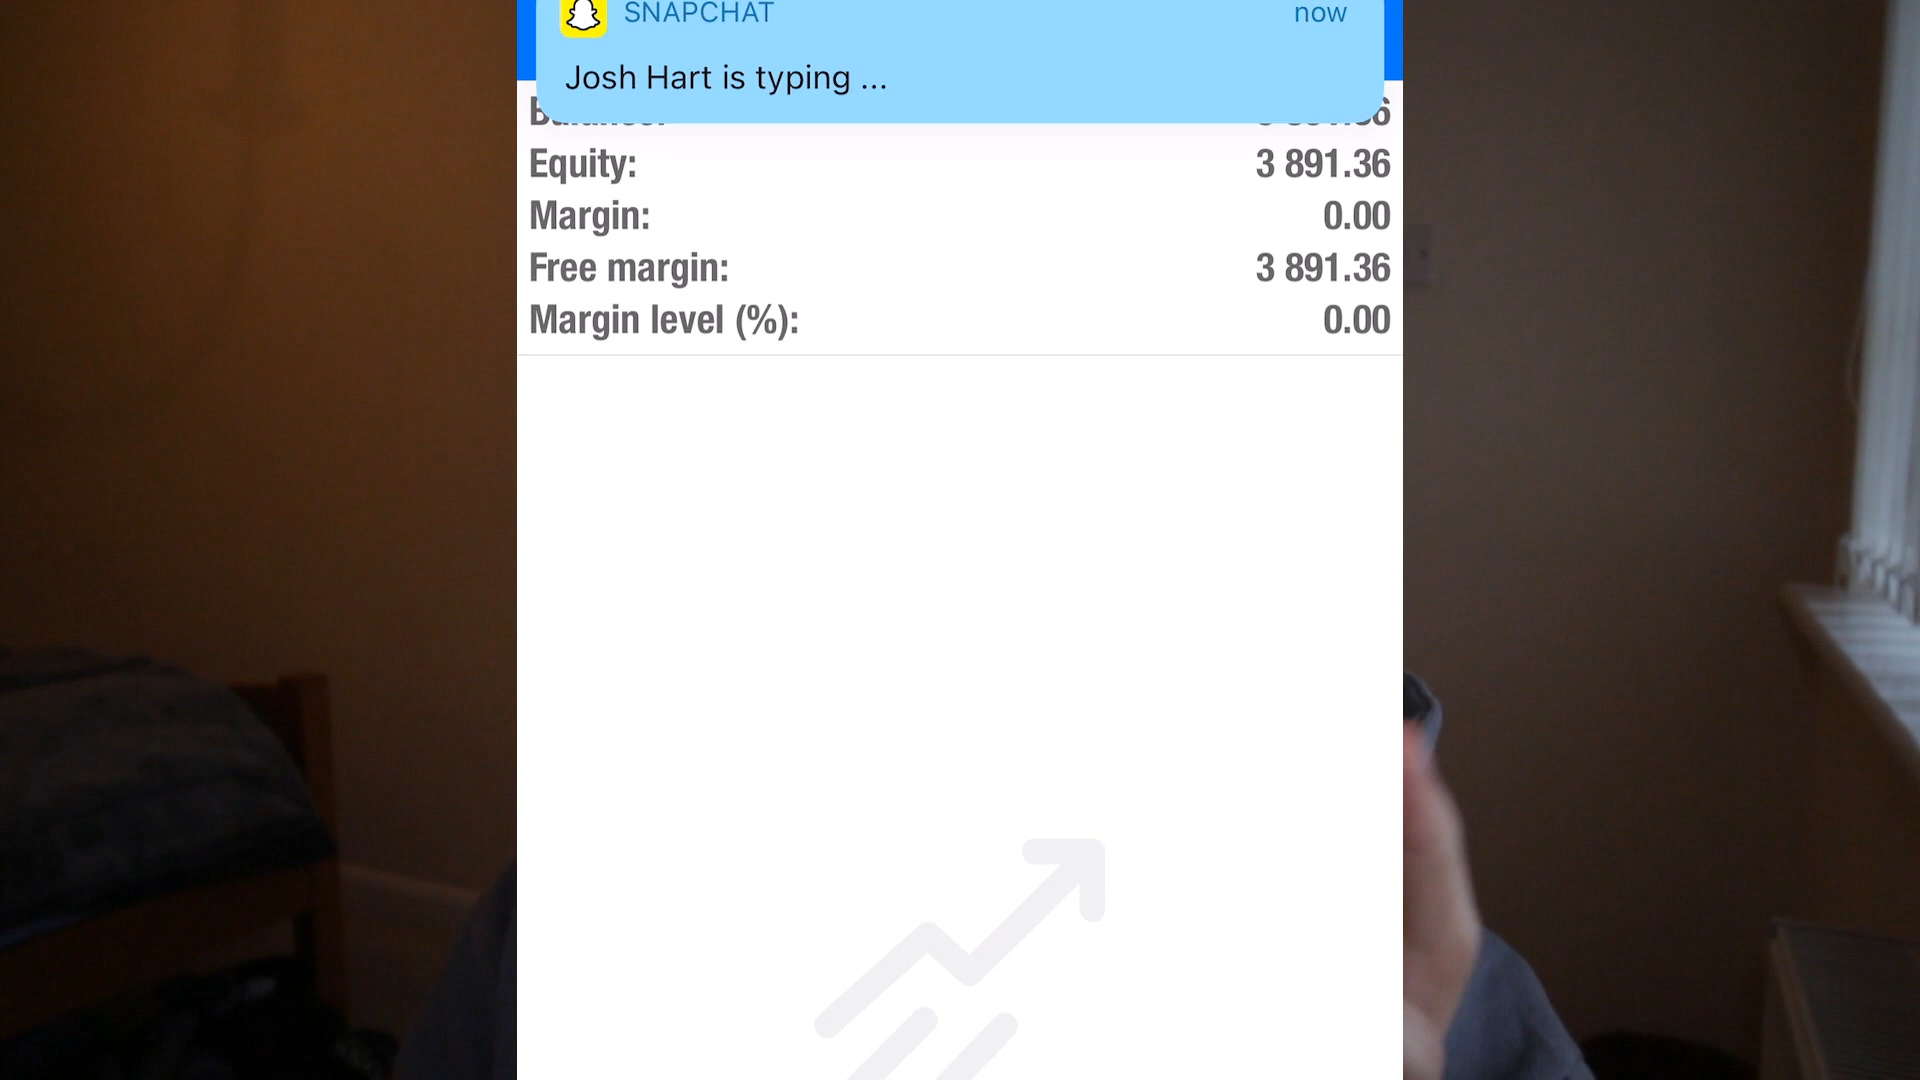 SNAPCHAT now
Josh Hart is typing ...
Equity: 3 891.36
Margin: 0.00
Free margin: 3 891.36
Margin level (%): 0.00